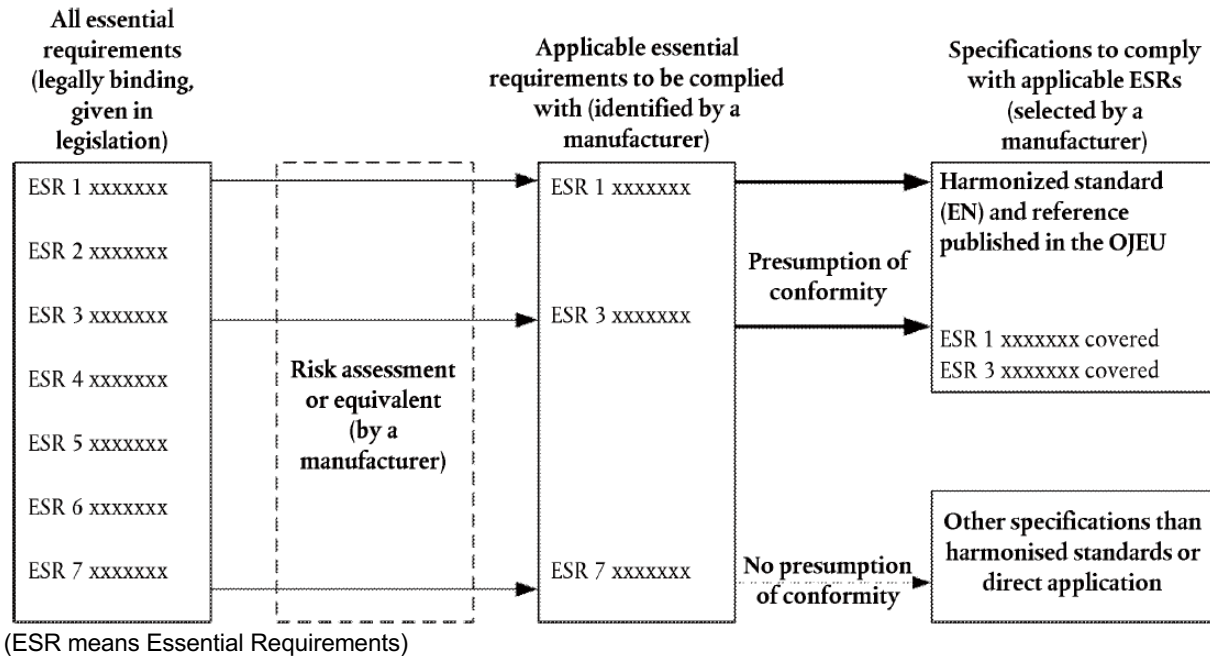 All essential
requirements
(legally binding,
given in
legislation)
ESR 1 xxxxxxx
ESR 2 xxxxxxx
ESR 3 xxxxxxx
ESR 4 xxxxxxx
ESR 5 xxxxxxx
ESR 6 xxxxxxx
ESR 7 xxxxxxx
Risk assessment
or equivalent
(by a
manufacturer)
Applicable essential
requirements to be complied
with (identified by a
manufacturer)
ESR 1 xxxxxxx
ESR 3 xxxxxxx
ESR 7 xxxxxxx
Presumption of
conformity
No presumption
of conformity
Specifications to comply
with applicable ESRs
(selected by a
manufacturer)
Harmonized standard
(EN) and reference
published in the OJEU
ESR 1 xxxxxxx covered
ESR 3 xxxxxxx covered
Other specifications than
harmonised standards or
direct application
(ESR means Essential Requirements)